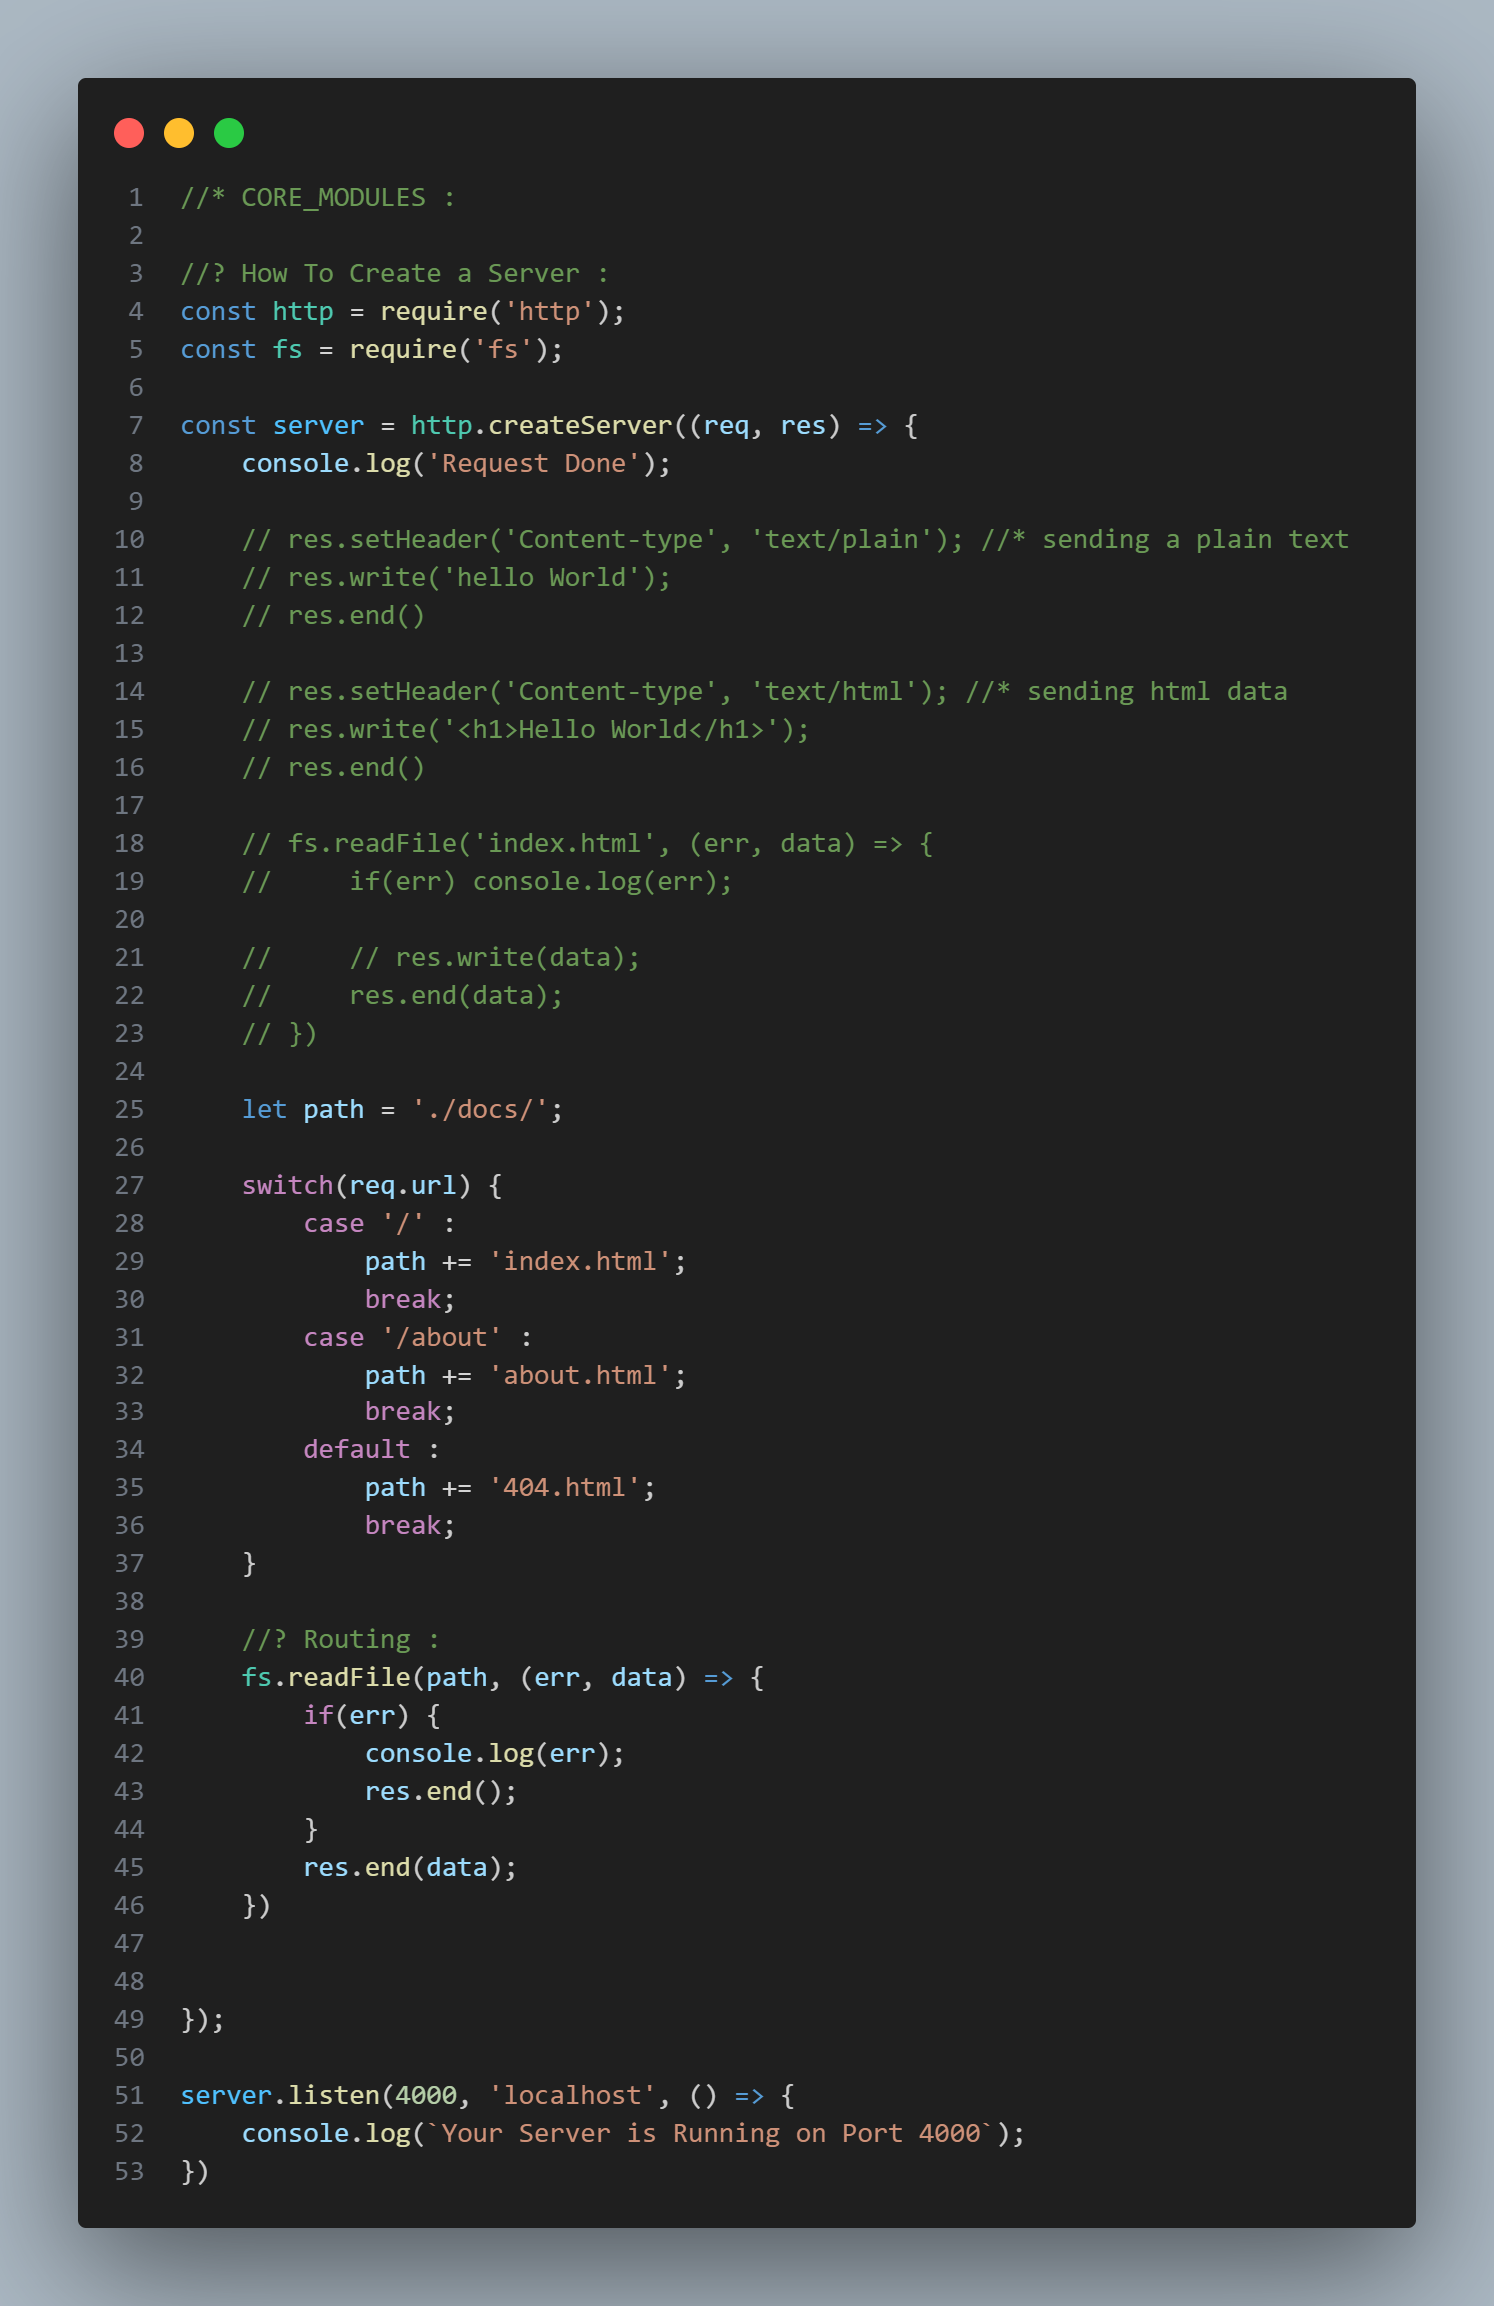 1 //* CORE_MODULES :
2
3 //? How To Create a Server :
4 const http = require('http');
5 const fs = require('fs');
6
7 const server = http.createServer((req, res) => {
8     console.log('Request Done');
9
10     // res.setHeader('Content-type', 'text/plain'); //* sending a plain text
11     // res.write('hello World');
12     // res.end()
13
14     // res.setHeader('Content-type', 'text/html'); //* sending html data
15     // res.write('<h1>Hello World</h1>');
16     // res.end()
17
18     // fs.readFile('index.html', (err, data) => {
19     //     if(err) console.log(err);
20
21     //     // res.write(data);
22     //     res.end(data);
23     // })
24
25     let path = './docs/';
26
27     switch(req.url) {
28         case '/' :
29             path += 'index.html';
30             break;
31         case '/about' :
32             path += 'about.html';
33             break;
34         default :
35             path += '404.html';
36             break;
37     }
38
39     //? Routing :
40     fs.readFile(path, (err, data) => {
41         if(err) {
42             console.log(err);
43             res.end();
44         }
45         res.end(data);
46     })
47
48
49 });
50
51 server.listen(4000, 'localhost', () => {
52     console.log(`Your Server is Running on Port 4000`);
53 })